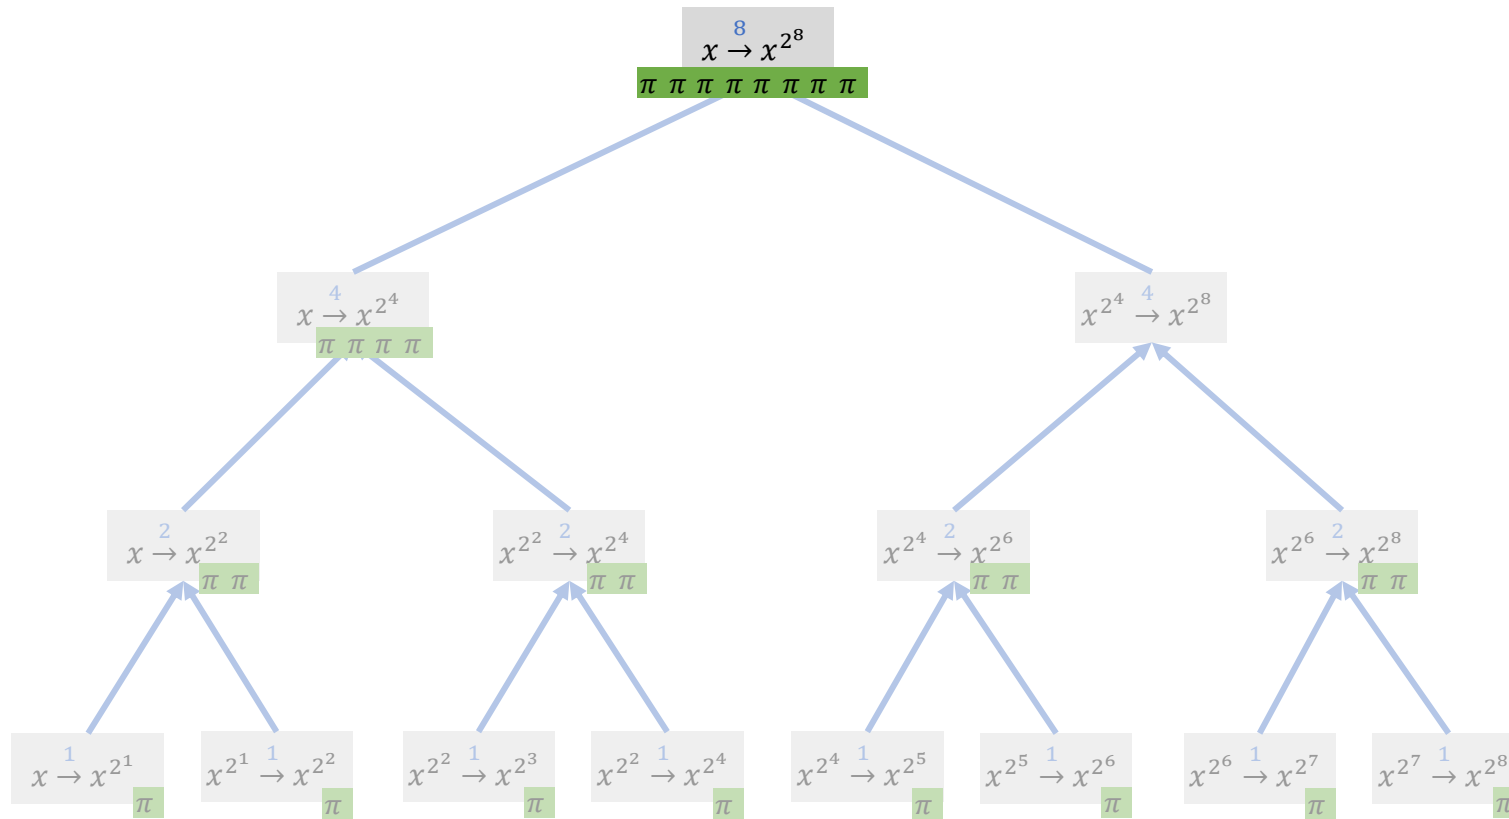 8
x → x^{2^8}
π π π π π π π π
4
x → x^{2^4}
π π π π
4
x^{2^4} → x^{2^8}
2
x → x^{2^2}
π π
2
x^{2^2} → x^{2^4}
π π
2
x^{2^4} → x^{2^6}
π π
2
x^{2^6} → x^{2^8}
π π
1
x → x^{2^1}
π
1
x^{2^1} → x^{2^2}
π
1
x^{2^2} → x^{2^3}
π
1
x^{2^2} → x^{2^4}
π
1
x^{2^4} → x^{2^5}
π
1
x^{2^5} → x^{2^6}
π
1
x^{2^6} → x^{2^7}
π
1
x^{2^7} → x^{2^8}
π